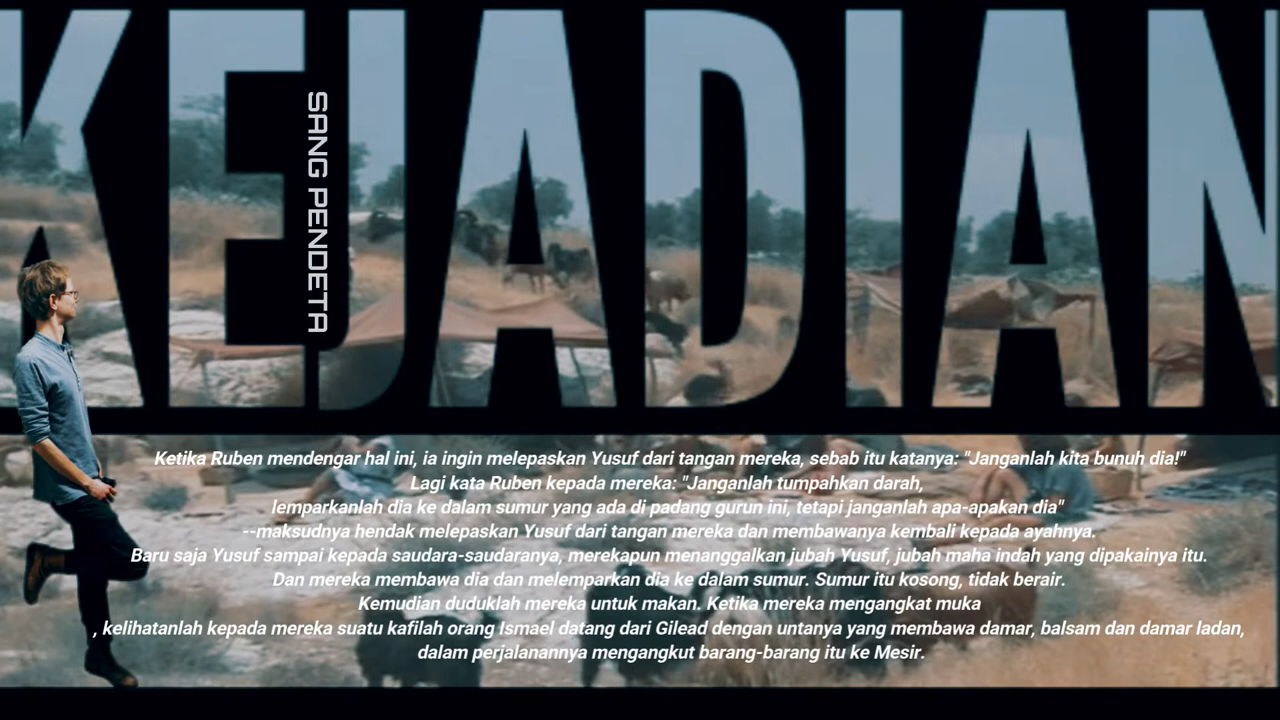 KEJADIAN
SANG PENDETA
Ketika Ruben mendengar hal ini, ia ingin melepaskan Yusuf dari tangan mereka, sebab itu katanya: "Janganlah kita bunuh dia!"
Lagi kata Ruben kepada mereka: "Janganlah tumpahkan darah,
lemparkanlah dia ke dalam sumur yang ada di padang gurun ini, tetapi janganlah apa-apakan dia"
--maksudnya hendak melepaskan Yusuf dari tangan mereka dan membawanya kembali kepada ayahnya.
Baru saja Yusuf sampai kepada saudara-saudaranya, merekapun menanggalkan jubah Yusuf, jubah maha indah yang dipakainya itu.
Dan mereka membawa dia dan melemparkan dia ke dalam sumur. Sumur itu kosong, tidak berair.
Kemudian duduklah mereka untuk makan. Ketika mereka mengangkat muka
, kelihatanlah kepada mereka suatu kafilah orang Ismael datang dari Gilead dengan untanya yang membawa damar, balsam dan damar ladan,
dalam perjalanannya mengangkut barang-barang itu ke Mesir.